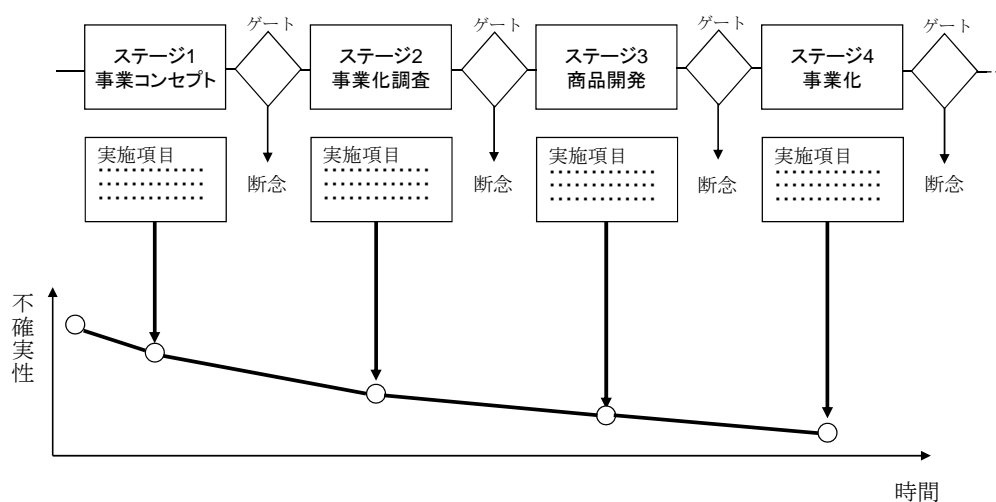 ゲート
ゲート
ゲート
ゲート
ステージ1
事業コンセプト
ステージ2
事業化調査
ステージ3
商品開発
ステージ4
事業化
実施項目
実施項目
実施項目
実施項目
断念
断念
断念
断念
不確実性
時間